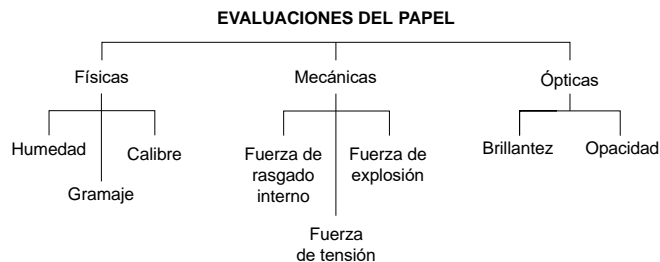 EVALUACIONES DEL PAPEL
Físicas
Mecánicas
Ópticas
Humedad
Calibre
Gramaje
Fuerza de
rasgado
interno
Fuerza de
explosión
Fuerza
de tensión
Brillantez
Opacidad